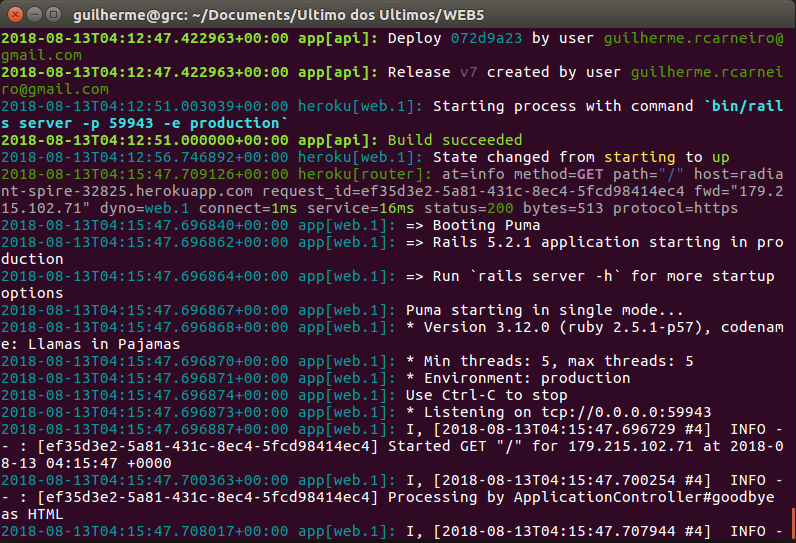 guilherme@grc: ~/Documents/Ultimo dos Ultimos/WEB5
2018-08-13T04:12:47.422963+00:00 app[api]: Deploy 072d9a23 by user guilherme.rcarneiro@
gmail.com
2018-08-13T04:12:47.422963+00:00 app[api]: Release v7 created by user guilherme.rcarnei
ro@gmail.com
2018-08-13T04:12:51.003039+00:00 heroku[web.1]: Starting process with command `bin/rail
s server -p 59943 -e production`
2018-08-13T04:12:51.000000+00:00 app[api]: Build succeeded
2018-08-13T04:12:56.746892+00:00 heroku[web.1]: State changed from starting to up
2018-08-13T04:15:47.709126+00:00 heroku[router]: at=info method=GET path="/" host=radia
nt-spire-32825.herokuapp.com request_id=ef35d3e2-5a81-431c-8ec4-5fcd98414ec4 fwd="179.2
15.102.71" dyno=web.1 connect=1ms service=16ms status=200 bytes=513 protocol=https
2018-08-13T04:15:47.696840+00:00 app[web.1]: => Booting Puma
2018-08-13T04:15:47.696862+00:00 app[web.1]: => Rails 5.2.1 application starting in pro
duction
2018-08-13T04:15:47.696864+00:00 app[web.1]: => Run `rails server -h` for more startup
options
2018-08-13T04:15:47.696867+00:00 app[web.1]: Puma starting in single mode...
2018-08-13T04:15:47.696868+00:00 app[web.1]: * Version 3.12.0 (ruby 2.5.1-p57), codenam
e: Llamas in Pajamas
2018-08-13T04:15:47.696870+00:00 app[web.1]: * Min threads: 5, max threads: 5
2018-08-13T04:15:47.696871+00:00 app[web.1]: * Environment: production
2018-08-13T04:15:47.696874+00:00 app[web.1]: Use Ctrl-C to stop
2018-08-13T04:15:47.696873+00:00 app[web.1]: * Listening on tcp://0.0.0.0:59943
2018-08-13T04:15:47.696887+00:00 app[web.1]: I, [2018-08-13T04:15:47.696729 #4]  INFO -
- : [ef35d3e2-5a81-431c-8ec4-5fcd98414ec4] Started GET "/" for 179.215.102.71 at 2018-0
8-13 04:15:47 +0000
2018-08-13T04:15:47.700363+00:00 app[web.1]: I, [2018-08-13T04:15:47.700254 #4]  INFO -
- : [ef35d3e2-5a81-431c-8ec4-5fcd98414ec4] Processing by ApplicationController#goodbye
as HTML
2018-08-13T04:15:47.708017+00:00 app[web.1]: I, [2018-08-13T04:15:47.707944 #4]  INFO -